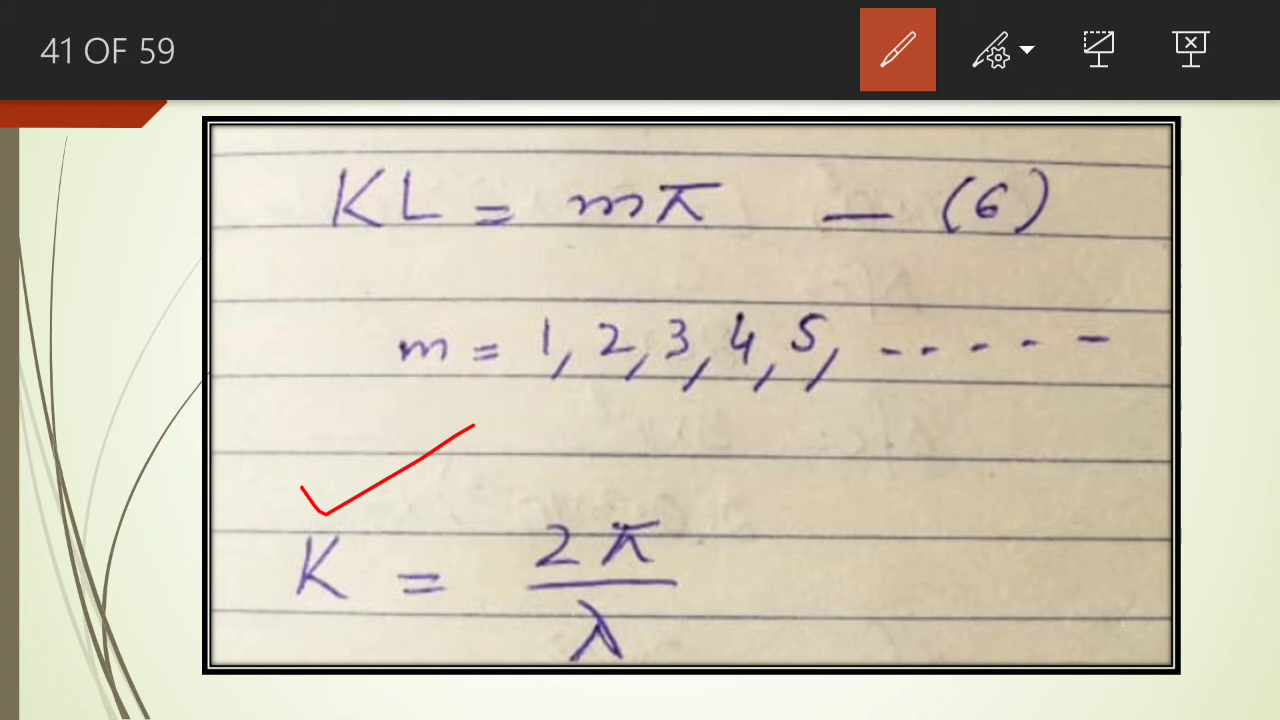 41 OF 59
KL = mπ — (6)
m = 1, 2, 3, 4, 5, - - - - -
K = 2π / λ